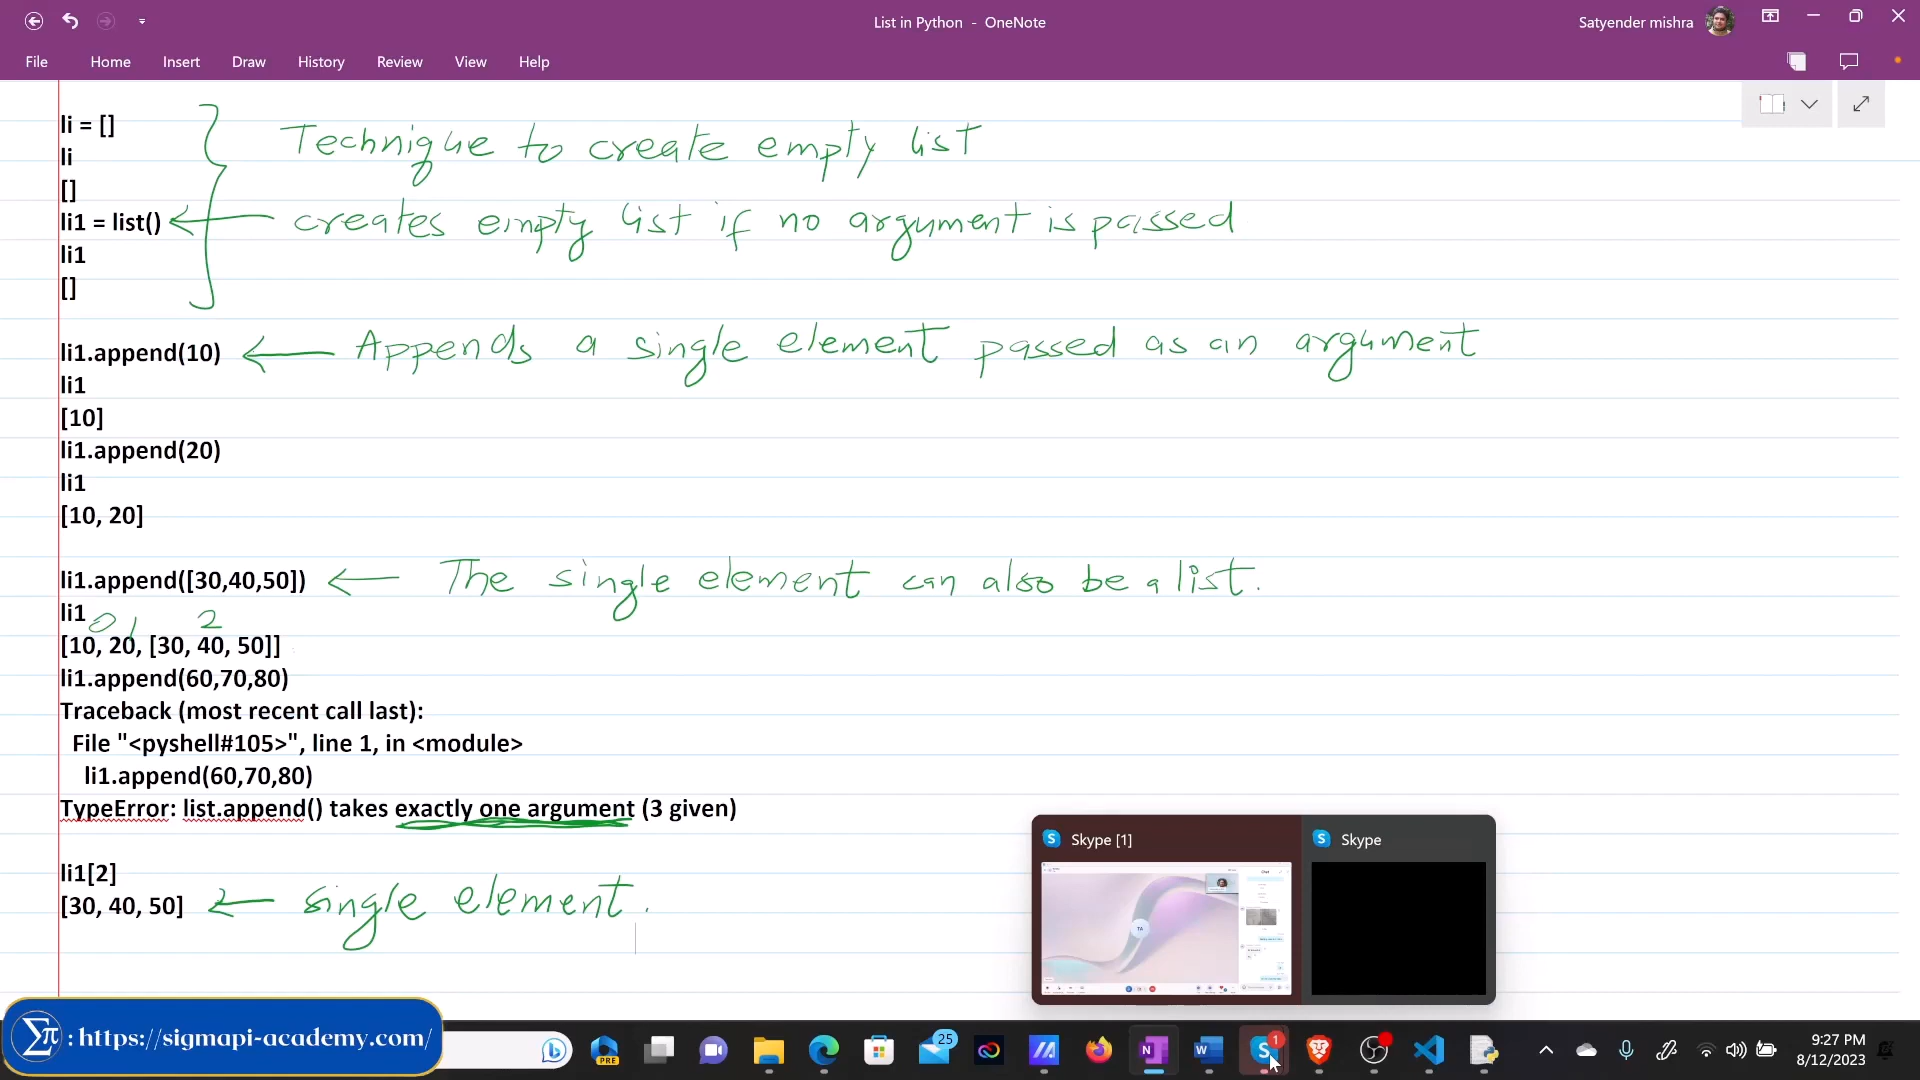 List in Python - OneNote
Satyender mishra
File Home Insert Draw History Review View Help
li = []
Technique to create empty list
li
[]
li1 = list() creates empty list if no argument is passed
li1
[]
li1.append(10) Appends a single element passed as an argument
li1
[10]
li1.append(20)
li1
[10, 20]
li1.append([30,40,50]) The single element can also be a list.
li1
0 1 2
[10, 20, [30, 40, 50]]
li1.append(60,70,80)
Traceback (most recent call last):
File "<pyshell#105>", line 1, in <module>
li1.append(60,70,80)
TypeError: list.append() takes exactly one argument (3 given)
Skype [1] Skype
li1[2]
[30, 40, 50] single element.
Σπ : https://sigmapi-academy.com/
PRE
25
1
9:27 PM
8/12/2023